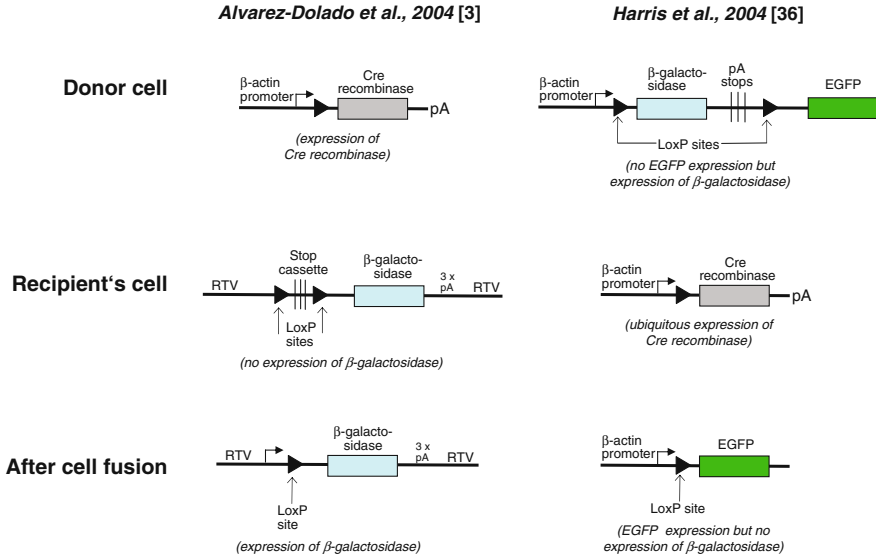 Alvarez-Dolado et al., 2004 [3]
Harris et al., 2004 [36]
Donor cell
β-actin
promoter
Cre
recombinase
pA
(expression of
Cre recombinase)
β-actin
promoter
β-galacto-
sidase
pA
stops
EGFP
LoxP sites
(no EGFP expression but
expression of β-galactosidase)
Recipient‘s cell
RTV
Stop
cassette
β-galacto-
sidase
3 x
pA
RTV
LoxP
sites
(no expression of β-galactosidase)
β-actin
promoter
Cre
recombinase
pA
(ubiquitous expression of
Cre recombinase)
After cell fusion
RTV
β-galacto-
sidase
3 x
pA
RTV
LoxP
site
(expression of β-galactosidase)
β-actin
promoter
EGFP
LoxP site
(EGFP expression but no
expression of β-galactosidase)